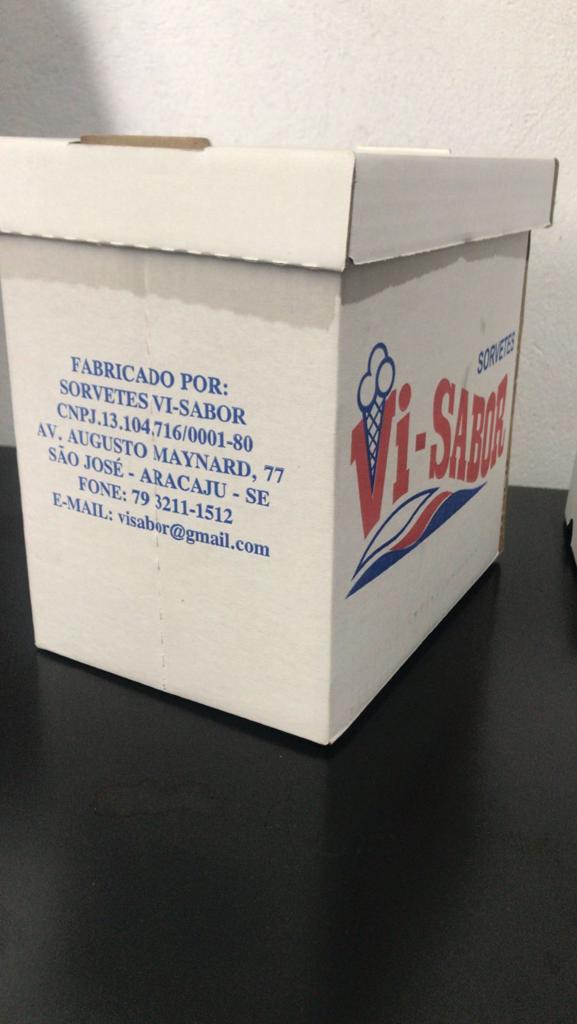 FABRICADO POR:
SORVETES VI-SABOR
CNPJ.13.104.716/0001-80
AV. AUGUSTO MAYNARD, 77
SÃO JOSÉ - ARACAJU - SE
FONE: 79 3211-1512
E-MAIL: visabor@gmail.com
SORVETES
Vi-SABOR